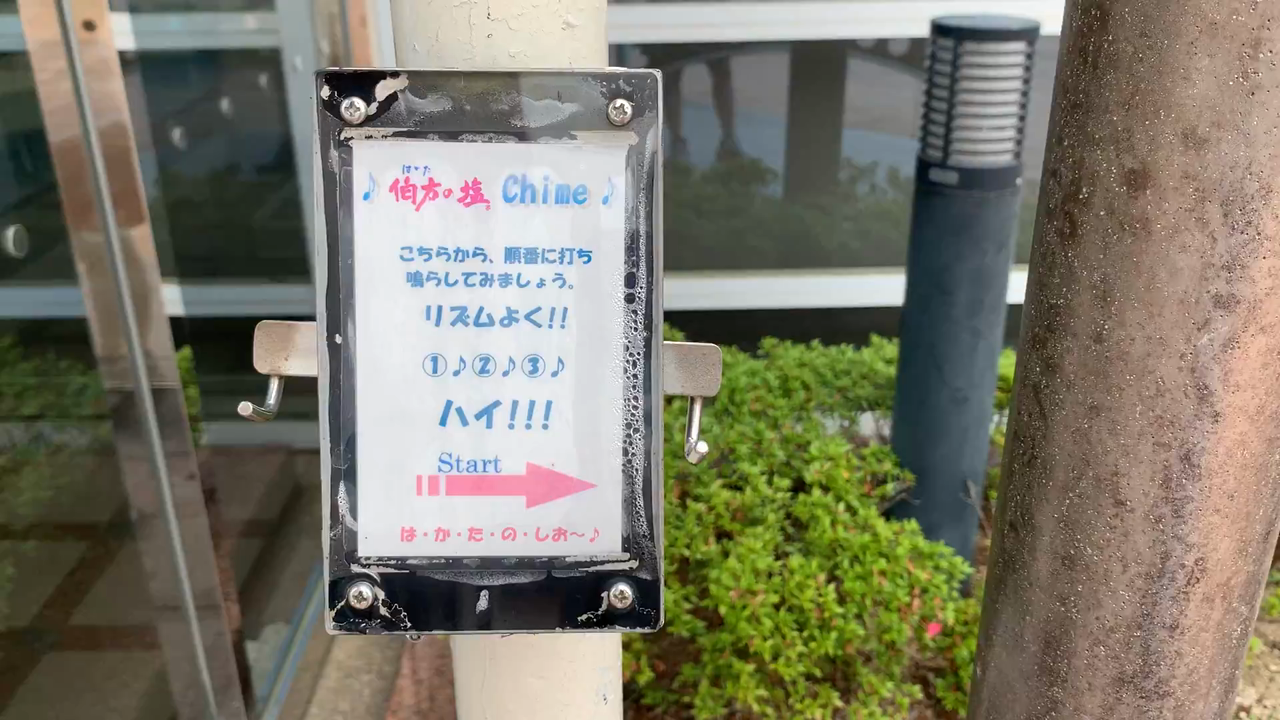 はかた
♪ 伯方の塩 Chime ♪
こちらから、順番に打ち
鳴らしてみましょう。
リズムよく!!
①♪②♪③♪
ハイ!!!
Start
は・か・た・の・しお～♪